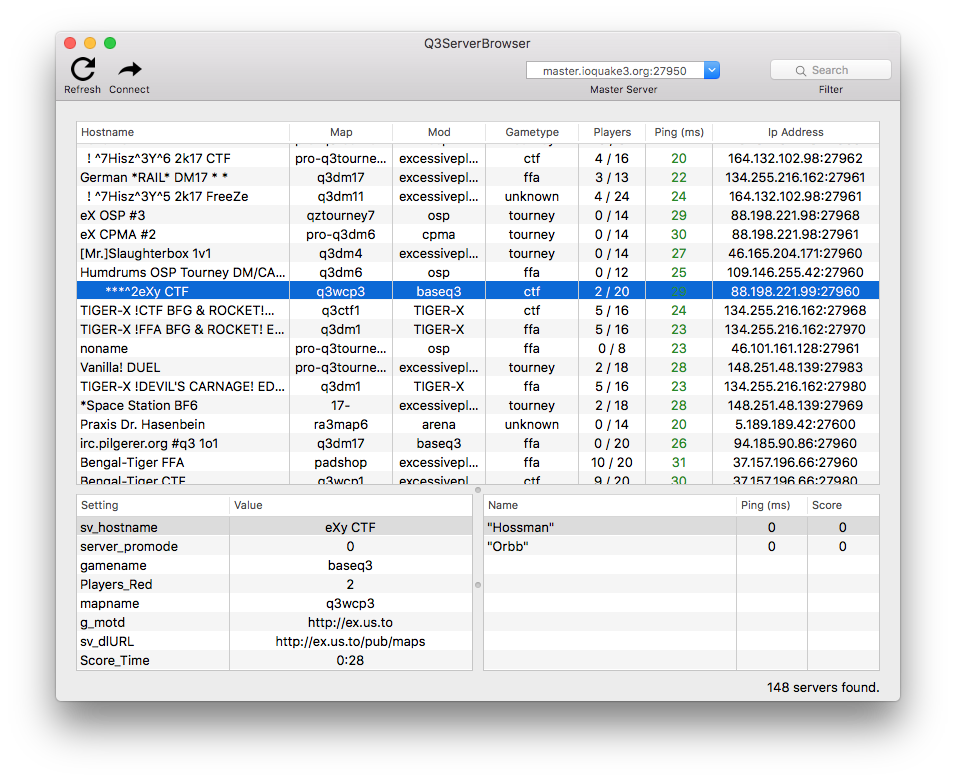 Q3ServerBrowser
Refresh Connect
master.ioquake3.org:27950
Master Server
Search
Filter
Hostname Map Mod Gametype Players Ping (ms) Ip Address
! ^7Hisz^3Y^6 2k17 CTF pro-q3tourne... excessivepl... ctf 4 / 16 20 164.132.102.98:27962
German *RAIL* DM17 * * q3dm17 excessivepl... ffa 3 / 13 22 134.255.216.162:27961
! ^7Hisz^3Y^5 2k17 FreeZe q3dm11 excessivepl... unknown 4 / 24 24 164.132.102.98:27961
eX OSP #3 qztourney7 osp tourney 0 / 14 29 88.198.221.98:27968
eX CPMA #2 pro-q3dm6 cpma tourney 0 / 14 30 88.198.221.98:27961
[Mr.]Slaughterbox 1v1 q3dm4 excessivepl... tourney 0 / 14 27 46.165.204.171:27960
Humdrums OSP Tourney DM/CA... q3dm6 osp ffa 0 / 12 25 109.146.255.42:27960
***^2eXy CTF q3wcp3 baseq3 ctf 2 / 20 29 88.198.221.99:27960
TIGER-X !CTF BFG & ROCKET!... q3ctf1 TIGER-X ctf 5 / 16 24 134.255.216.162:27968
TIGER-X !FFA BFG & ROCKET! E... q3dm1 TIGER-X ffa 5 / 16 23 134.255.216.162:27970
noname pro-q3tourne... osp ffa 0 / 8 23 46.101.161.128:27961
Vanilla! DUEL pro-q3tourne... excessivepl... tourney 2 / 18 28 148.251.48.139:27983
TIGER-X !DEVIL'S CARNAGE! ED... q3dm1 TIGER-X ffa 5 / 16 23 134.255.216.162:27980
*Space Station BF6 17- excessivepl... tourney 2 / 18 28 148.251.48.139:27969
Praxis Dr. Hasenbein ra3map6 arena unknown 0 / 14 20 5.189.189.42:27600
irc.pilgerer.org #q3 1o1 q3dm17 baseq3 ffa 0 / 20 26 94.185.90.86:27960
Bengal-Tiger FFA padshop excessivepl... ffa 10 / 20 31 37.157.196.66:27960
Bengal-Tiger CTF q3wcp1 excessivepl... ctf 9 / 20 30 37.157.196.66:27980
Setting Value
sv_hostname eXy CTF
server_promode 0
gamename baseq3
Players_Red 2
mapname q3wcp3
g_motd http://ex.us.to
sv_dlURL http://ex.us.to/pub/maps
Score_Time 0:28
Name Ping (ms) Score
"Hossman" 0 0
"Orbb" 0 0
148 servers found.